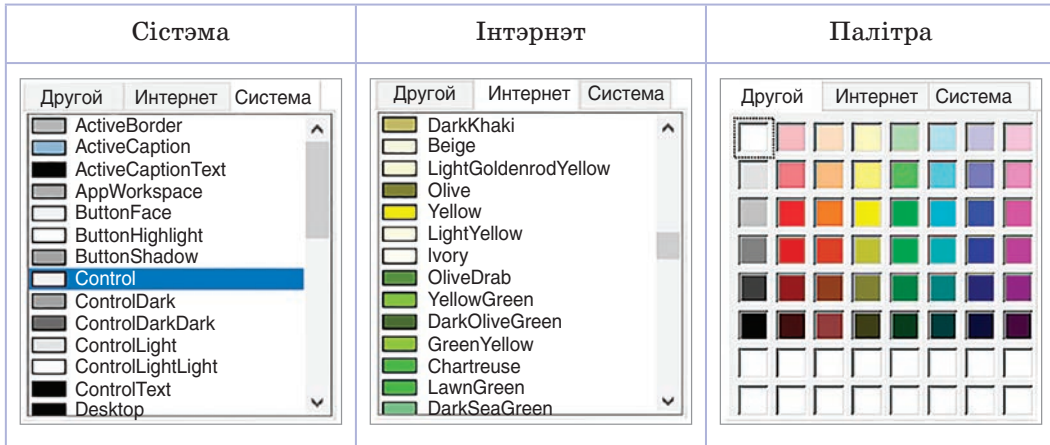 Сістэма
Інтэрнэт
Палітра
Другой Интернет Система
ActiveBorder
ActiveCaption
ActiveCaptionText
AppWorkspace
ButtonFace
ButtonHighlight
ButtonShadow
Control
ControlDark
ControlDarkDark
ControlLight
ControlLightLight
ControlText
Desktop
Другой Интернет Система
DarkKhaki
Beige
LightGoldenrodYellow
Olive
Yellow
LightYellow
Ivory
OliveDrab
YellowGreen
DarkOliveGreen
GreenYellow
Chartreuse
LawnGreen
DarkSeaGreen
Другой Интернет Система